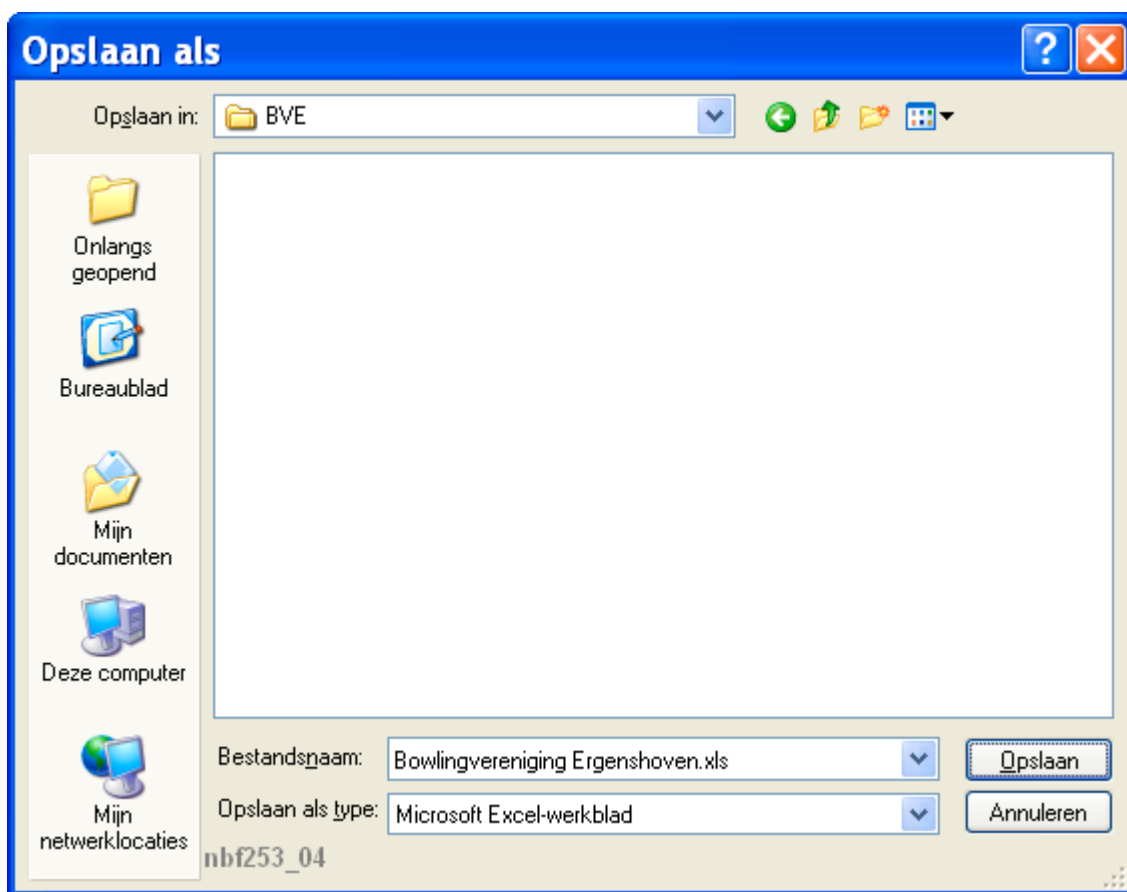 Opslaan als
Opslaan in: BVE
Onlangs
geopend
Bureaublad
Mijn
documenten
Deze computer
Mijn
netwerklocaties
Bestandsnaam: Bowlingvereniging Ergenshoven.xls Opslaan
Opslaan als type: Microsoft Excel-werkblad Annuleren
nbf253_04